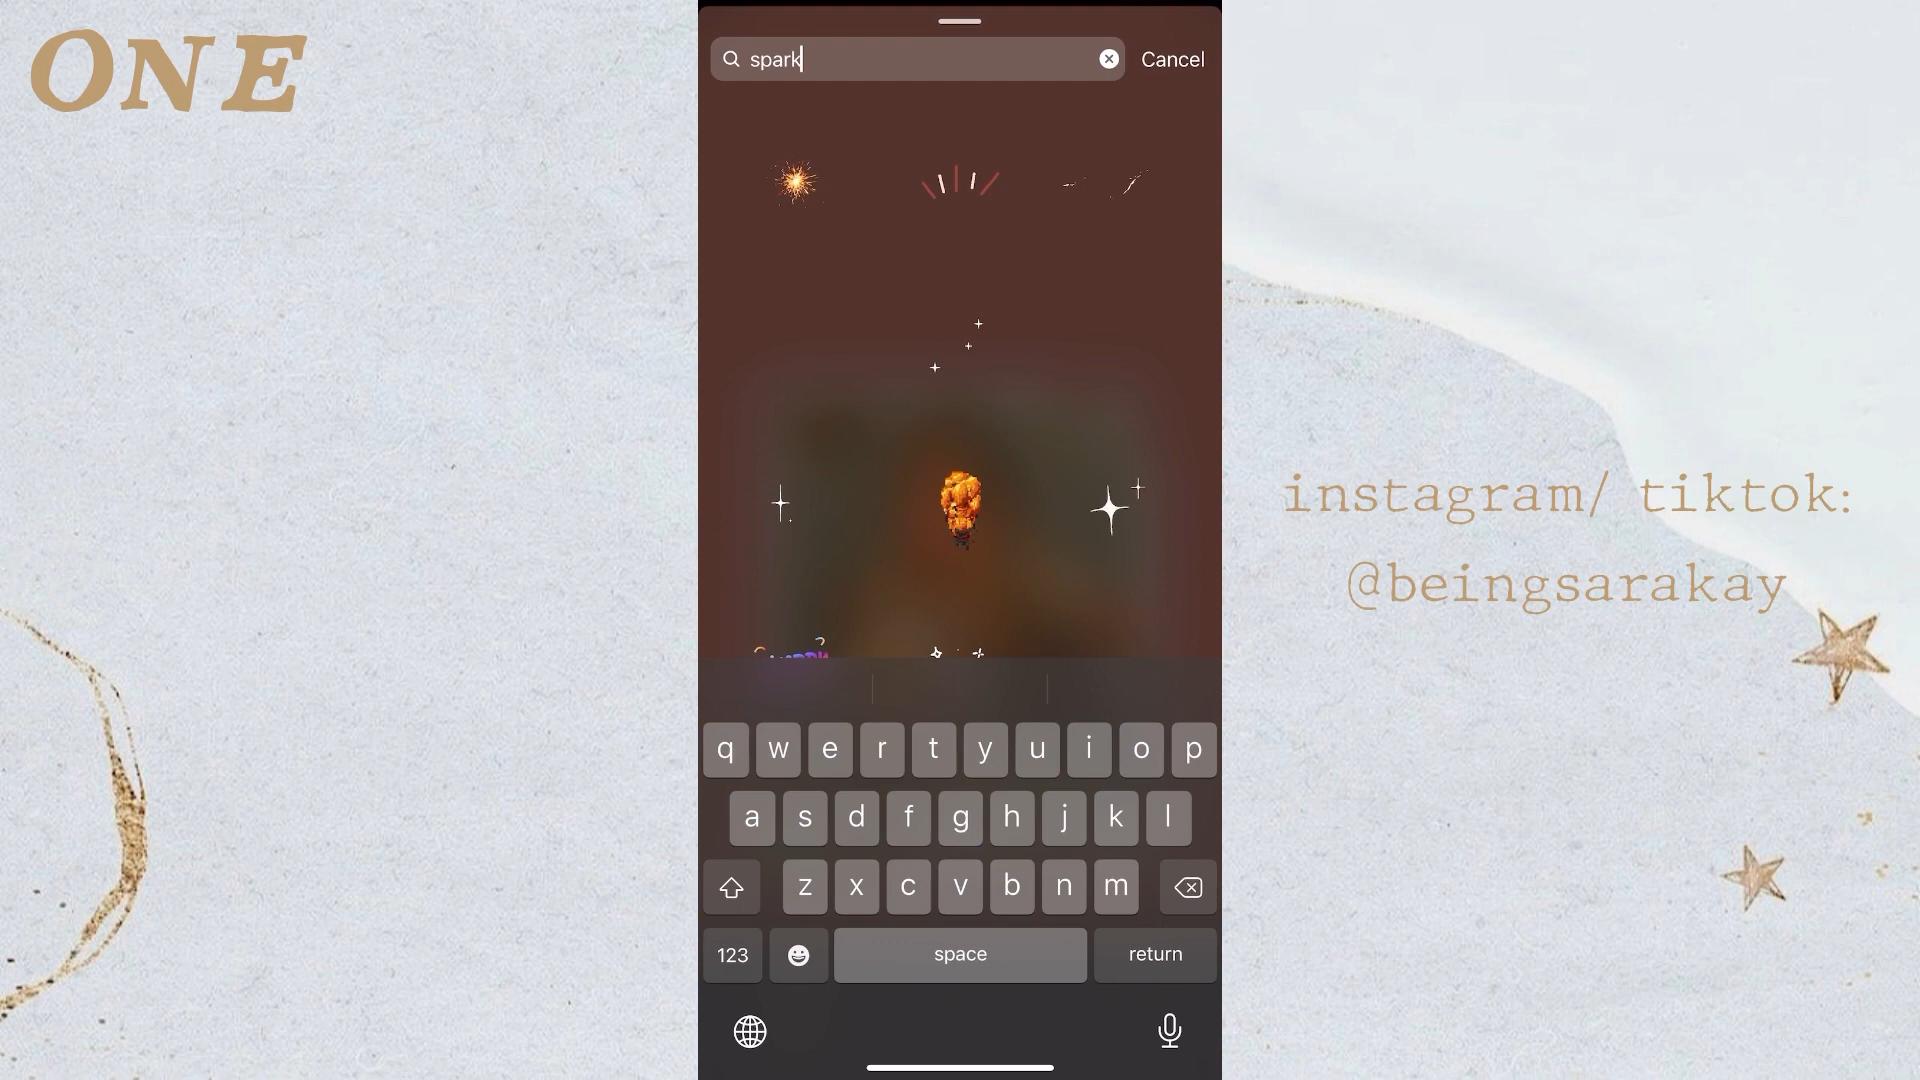 ONE
spark
Cancel
instagram/ tiktok:
@beingsarakay
q w e r t y u i o p
a s d f g h j k l
z x c v b n m
123 space return